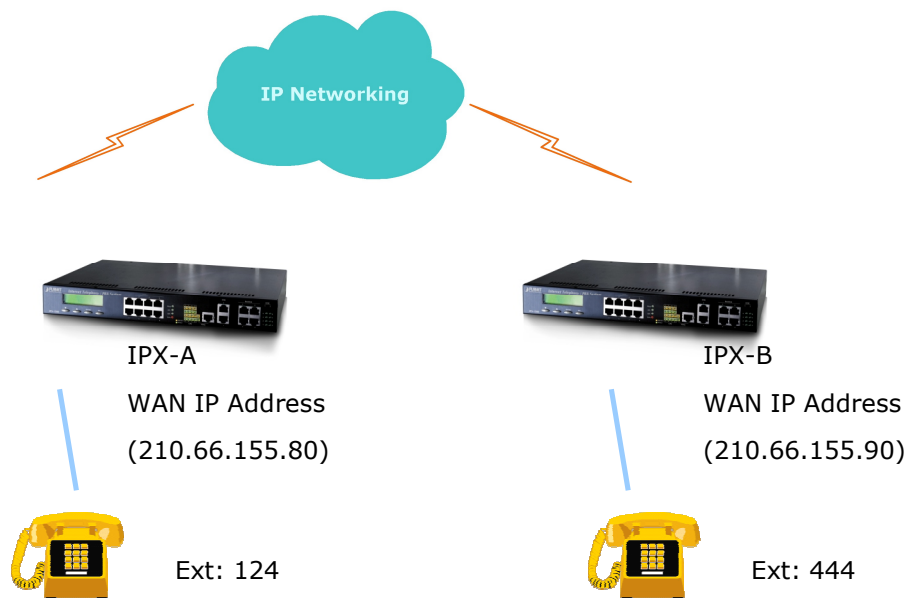 IP Networking
IPX-A
WAN IP Address
(210.66.155.80)
IPX-B
WAN IP Address
(210.66.155.90)
Ext: 124
Ext: 444